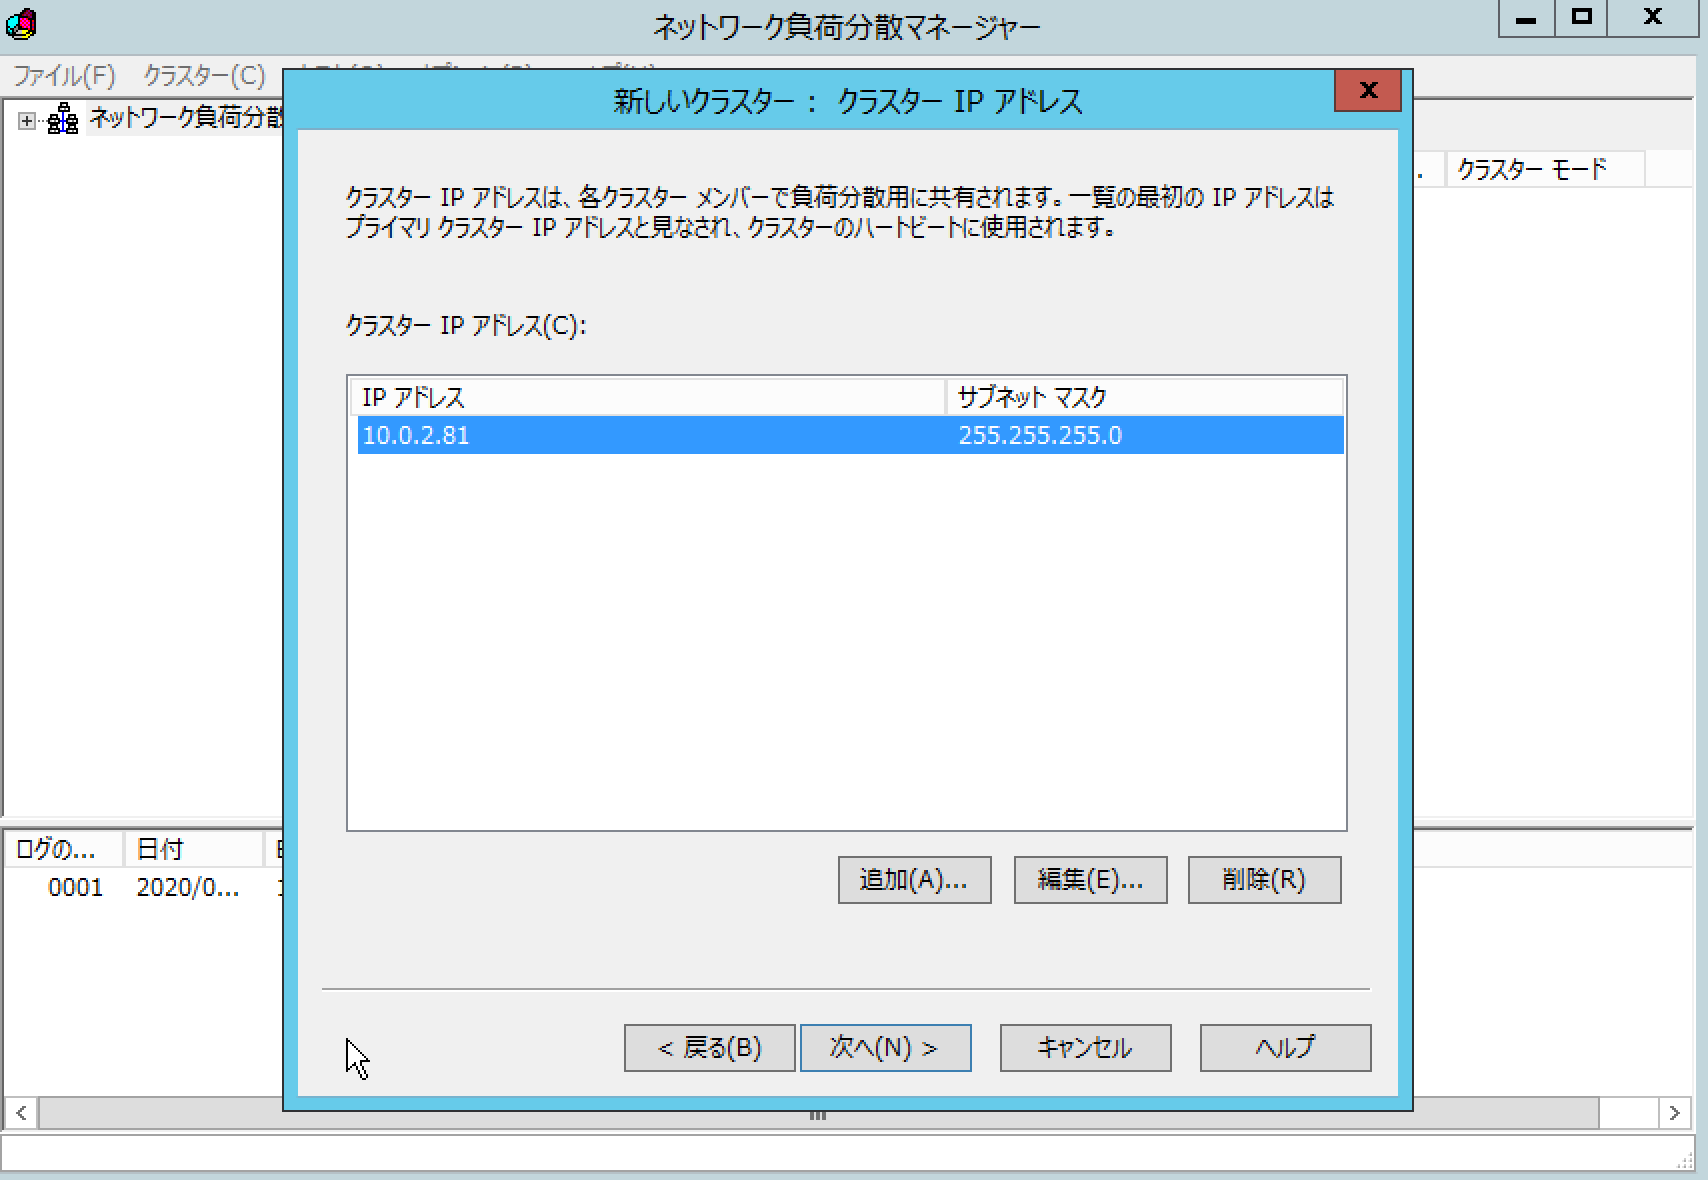 ネットワーク負荷分散マネージャー
ファイル(F) クラスター(C)
ネットワーク負荷分散
クラスター モード
新しいクラスター : クラスター IP アドレス
クラスター IP アドレスは、各クラスター メンバーで負荷分散用に共有されます。一覧の最初の IP アドレスは
プライマリ クラスター IP アドレスと見なされ、クラスターのハートビートに使用されます。
クラスター IP アドレス(C):
IP アドレス サブネット マスク
10.0.2.81 255.255.255.0
追加(A)... 編集(E)... 削除(R)
< 戻る(B) 次へ(N) > キャンセル ヘルプ
ログの... 日付
0001 2020/0...